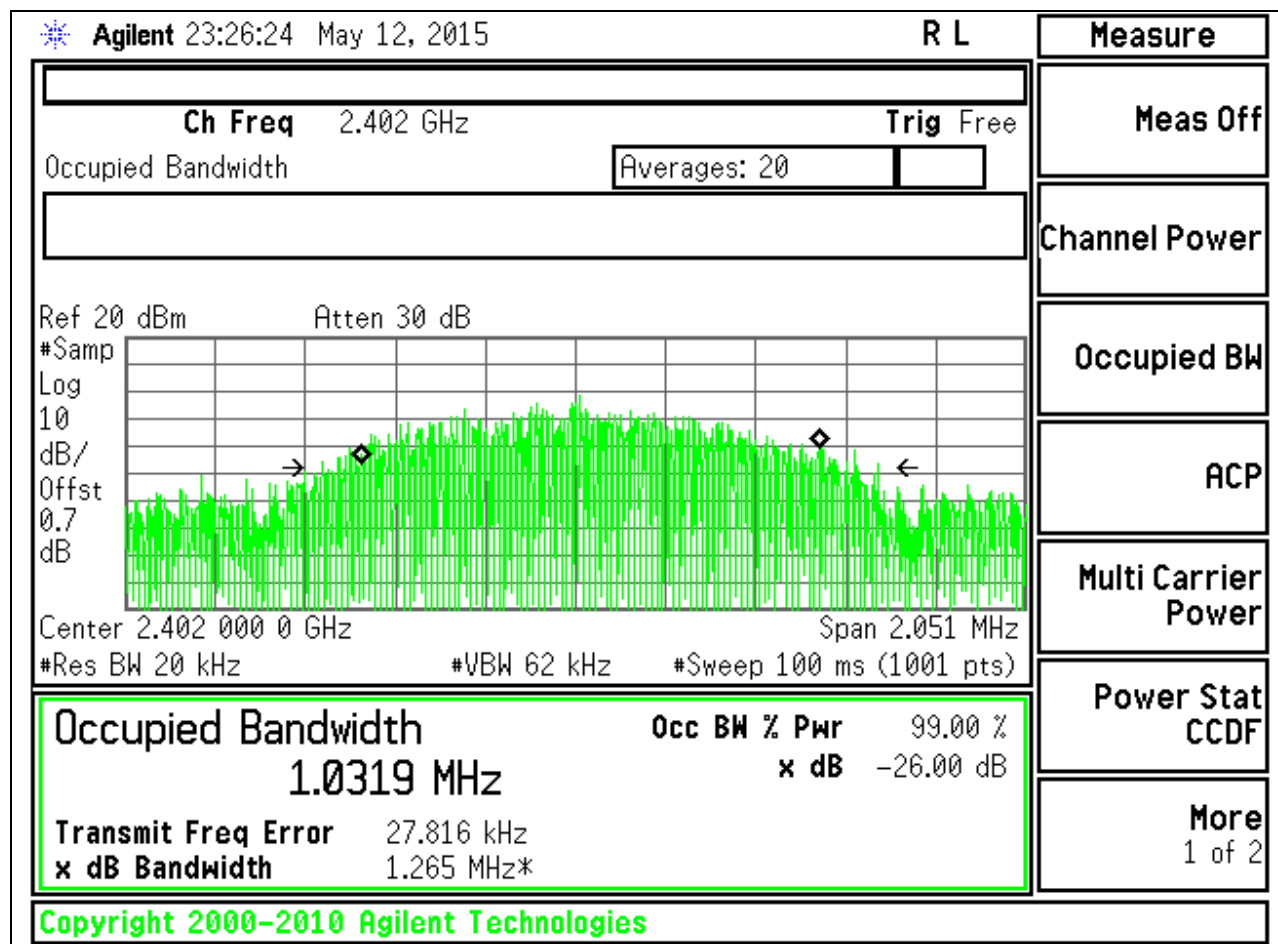 Agilent 23:26:24 May 12, 2015 R L
Measure
Ch Freq 2.402 GHz Trig Free
Meas Off
Occupied Bandwidth Averages: 20
Channel Power
Ref 20 dBm Atten 30 dB
#Samp
Log
10
dB/
Offst
0.7
dB
Occupied BW
ACP
Center 2.402 000 0 GHz Span 2.051 MHz
#Res BW 20 kHz #VBW 62 kHz #Sweep 100 ms (1001 pts)
Multi Carrier
Power
Occupied Bandwidth Occ BW % Pwr 99.00 %
1.0319 MHz x dB -26.00 dB
Power Stat
CCDF
Transmit Freq Error 27.816 kHz
x dB Bandwidth 1.265 MHz*
More
1 of 2
Copyright 2000-2010 Agilent Technologies